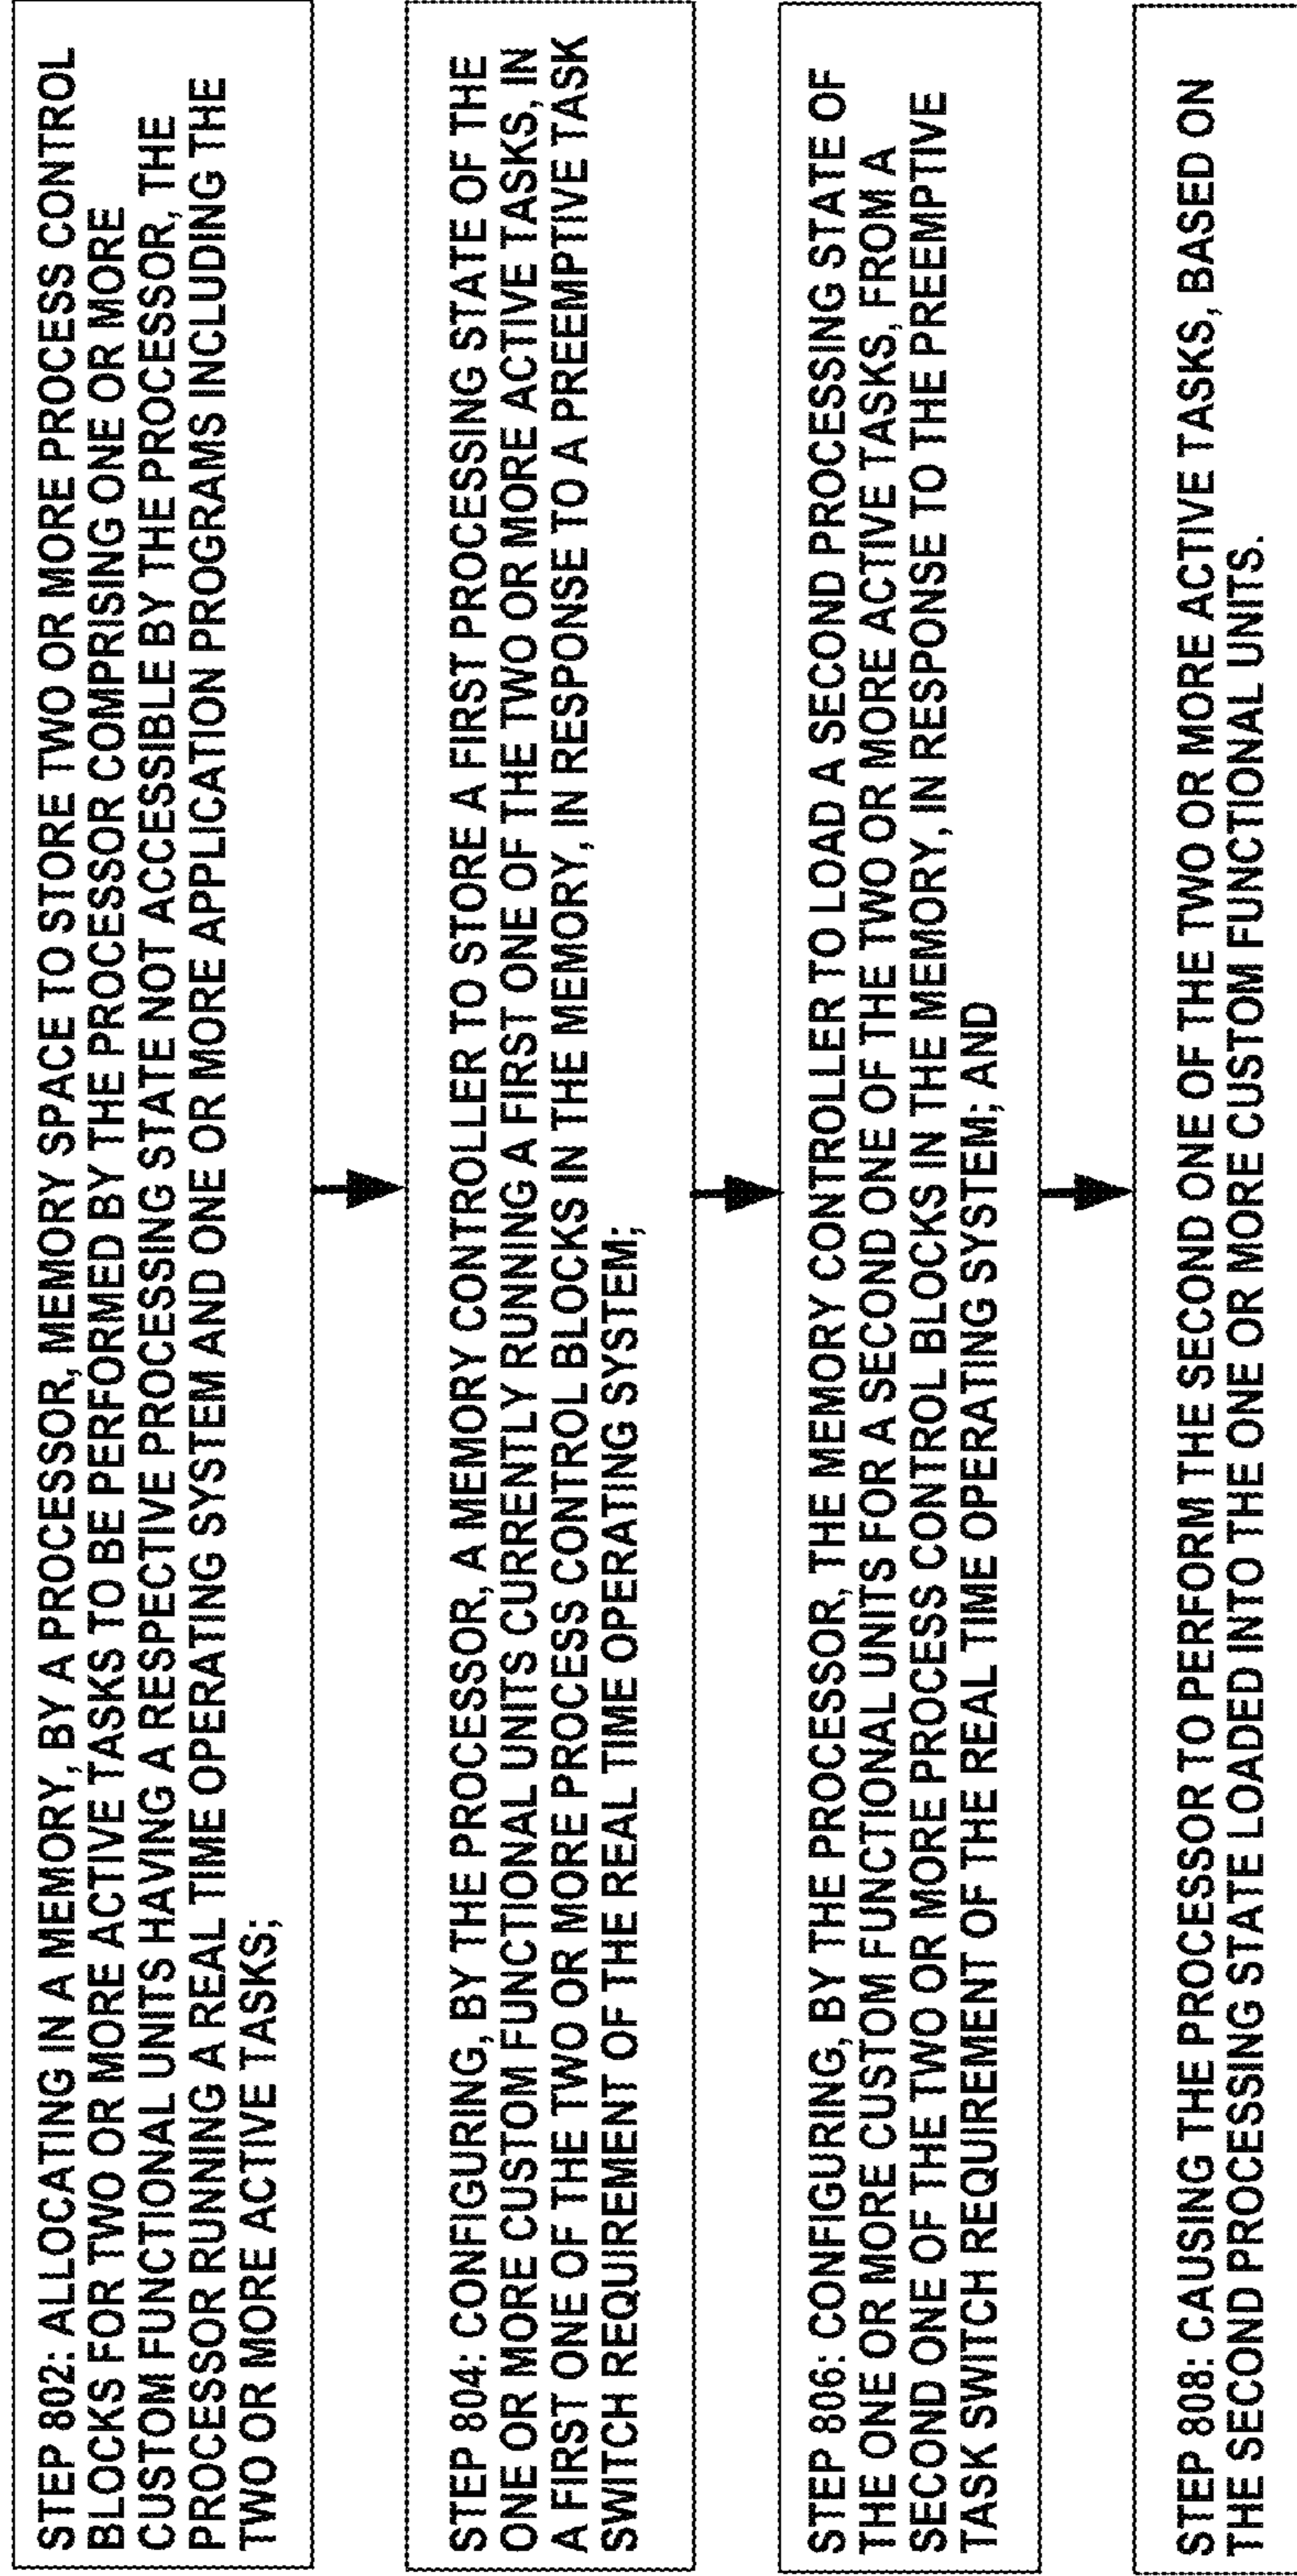 STEP 802: ALLOCATING IN A MEMORY, BY A PROCESSOR, MEMORY SPACE TO STORE TWO OR MORE PROCESS CONTROL
BLOCKS FOR TWO OR MORE ACTIVE TASKS TO BE PERFORMED BY THE PROCESSOR COMPRISING ONE OR MORE
CUSTOM FUNCTIONAL UNITS HAVING A RESPECTIVE PROCESSING STATE NOT ACCESSIBLE BY THE PROCESSOR, THE
PROCESSOR RUNNING A REAL TIME OPERATING SYSTEM AND ONE OR MORE APPLICATION PROGRAMS INCLUDING THE
TWO OR MORE ACTIVE TASKS;
STEP 804: CONFIGURING, BY THE PROCESSOR, A MEMORY CONTROLLER TO STORE A FIRST PROCESSING STATE OF THE
ONE OR MORE CUSTOM FUNCTIONAL UNITS CURRENTLY RUNNING A FIRST ONE OF THE TWO OR MORE ACTIVE TASKS, IN
A FIRST ONE OF THE TWO OR MORE PROCESS CONTROL BLOCKS IN THE MEMORY, IN RESPONSE TO A PREEMPTIVE TASK
SWITCH REQUIREMENT OF THE REAL TIME OPERATING SYSTEM;
STEP 806: CONFIGURING, BY THE PROCESSOR, THE MEMORY CONTROLLER TO LOAD A SECOND PROCESSING STATE OF
THE ONE OR MORE CUSTOM FUNCTIONAL UNITS FOR A SECOND ONE OF THE TWO OR MORE ACTIVE TASKS, FROM A
SECOND ONE OF THE TWO OR MORE PROCESS CONTROL BLOCKS IN THE MEMORY, IN RESPONSE TO THE PREEMPTIVE
TASK SWITCH REQUIREMENT OF THE REAL TIME OPERATING SYSTEM; AND
STEP 808: CAUSING THE PROCESSOR TO PERFORM THE SECOND ONE OF THE TWO OR MORE ACTIVE TASKS, BASED ON
THE SECOND PROCESSING STATE LOADED INTO THE ONE OR MORE CUSTOM FUNCTIONAL UNITS.